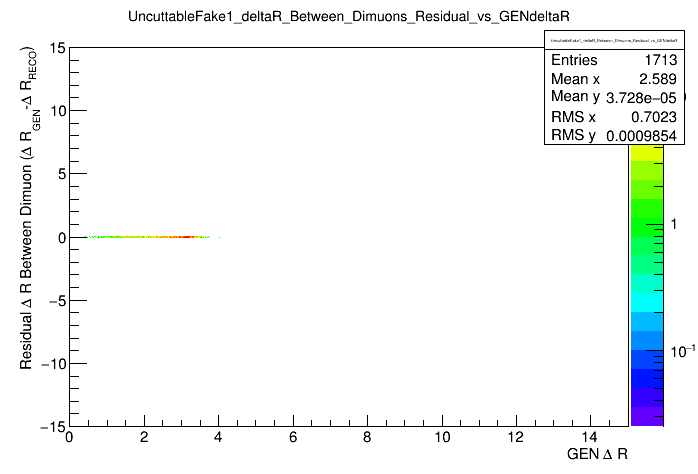 UncuttableFake1_deltaR_Between_Dimuons_Residual_vs_GENdeltaR
UncuttableFake1_deltaR_Between_Dimuons_Residual_vs_GENdeltaR
Entries 1713
Mean x 2.589
Mean y 3.728e−05
RMS x 0.7023
RMS y 0.0009854
Residual Δ R Between Dimuon (Δ R_GEN-Δ R_RECO)
15
10
5
0
−5
−10
−15
0 2 4 6 8 10 12 14
GEN Δ R
1
10⁻¹